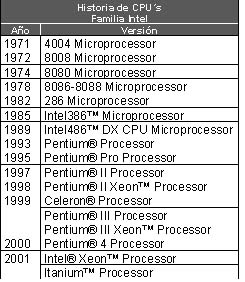 Historia de CPU´s
Familia Intel
Año Versión
1971 4004 Microprocessor
1972 8008 Microprocessor
1974 8080 Microprocessor
1978 8086-8088 Microprocessor
1982 286 Microprocessor
1985 Intel386™ Microprocessor
1989 Intel486™ DX CPU Microprocessor
1993 Pentium® Processor
1995 Pentium® Pro Processor
1997 Pentium® II Processor
1998 Pentium® II Xeon™ Processor
1999 Celeron® Processor
Pentium® III Processor
Pentium® III Xeon™ Processor
2000 Pentium® 4 Processor
2001 Intel® Xeon™ Processor
Itanium™ Processor